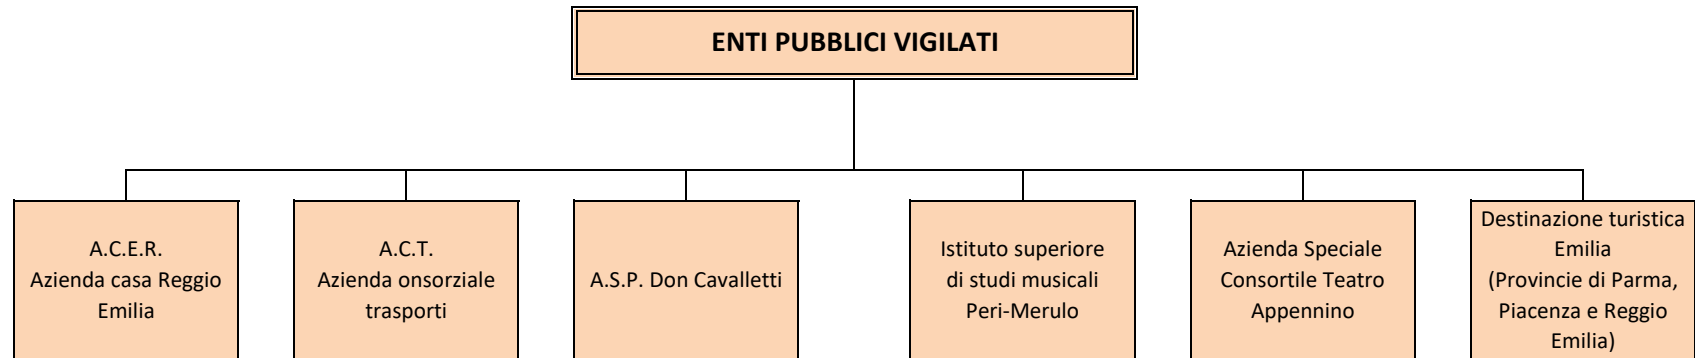 ENTI PUBBLICI VIGILATI
A.C.E.R.
Azienda casa Reggio
Emilia
A.C.T.
Azienda onsorziale
trasporti
A.S.P. Don Cavalletti
Istituto superiore
di studi musicali
Peri-Merulo
Azienda Speciale
Consortile Teatro
Appennino
Destinazione turistica
Emilia
(Provincie di Parma,
Piacenza e Reggio
Emilia)